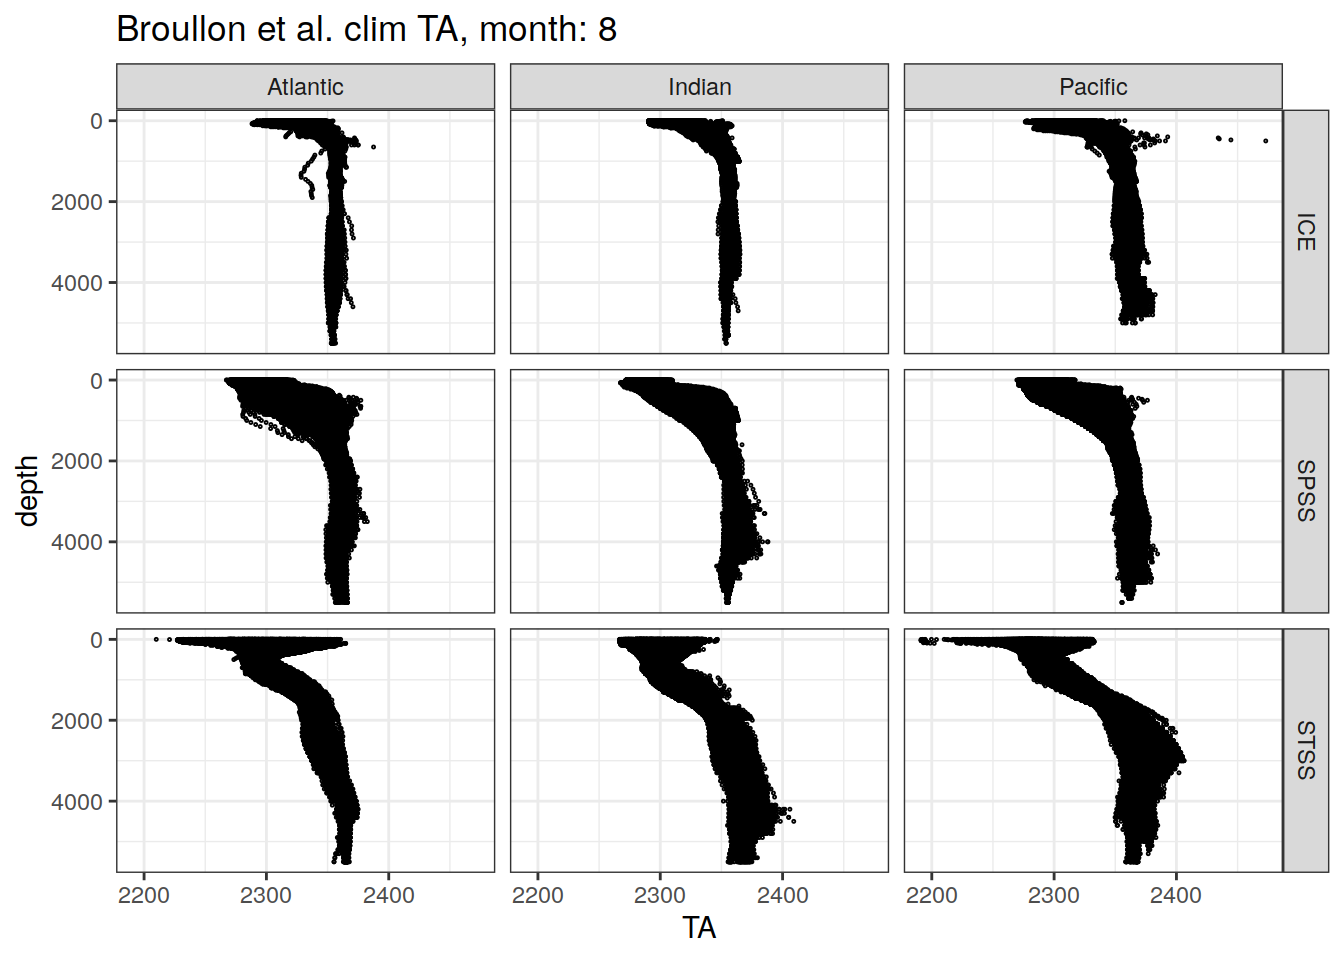 Broullon et al. clim TA, month: 8
Atlantic Indian Pacific
0
2000
4000
ICE
0
2000
4000
SPSS
0
2000
4000
STSS
depth
2200 2300 2400 2200 2300 2400 2200 2300 2400
TA